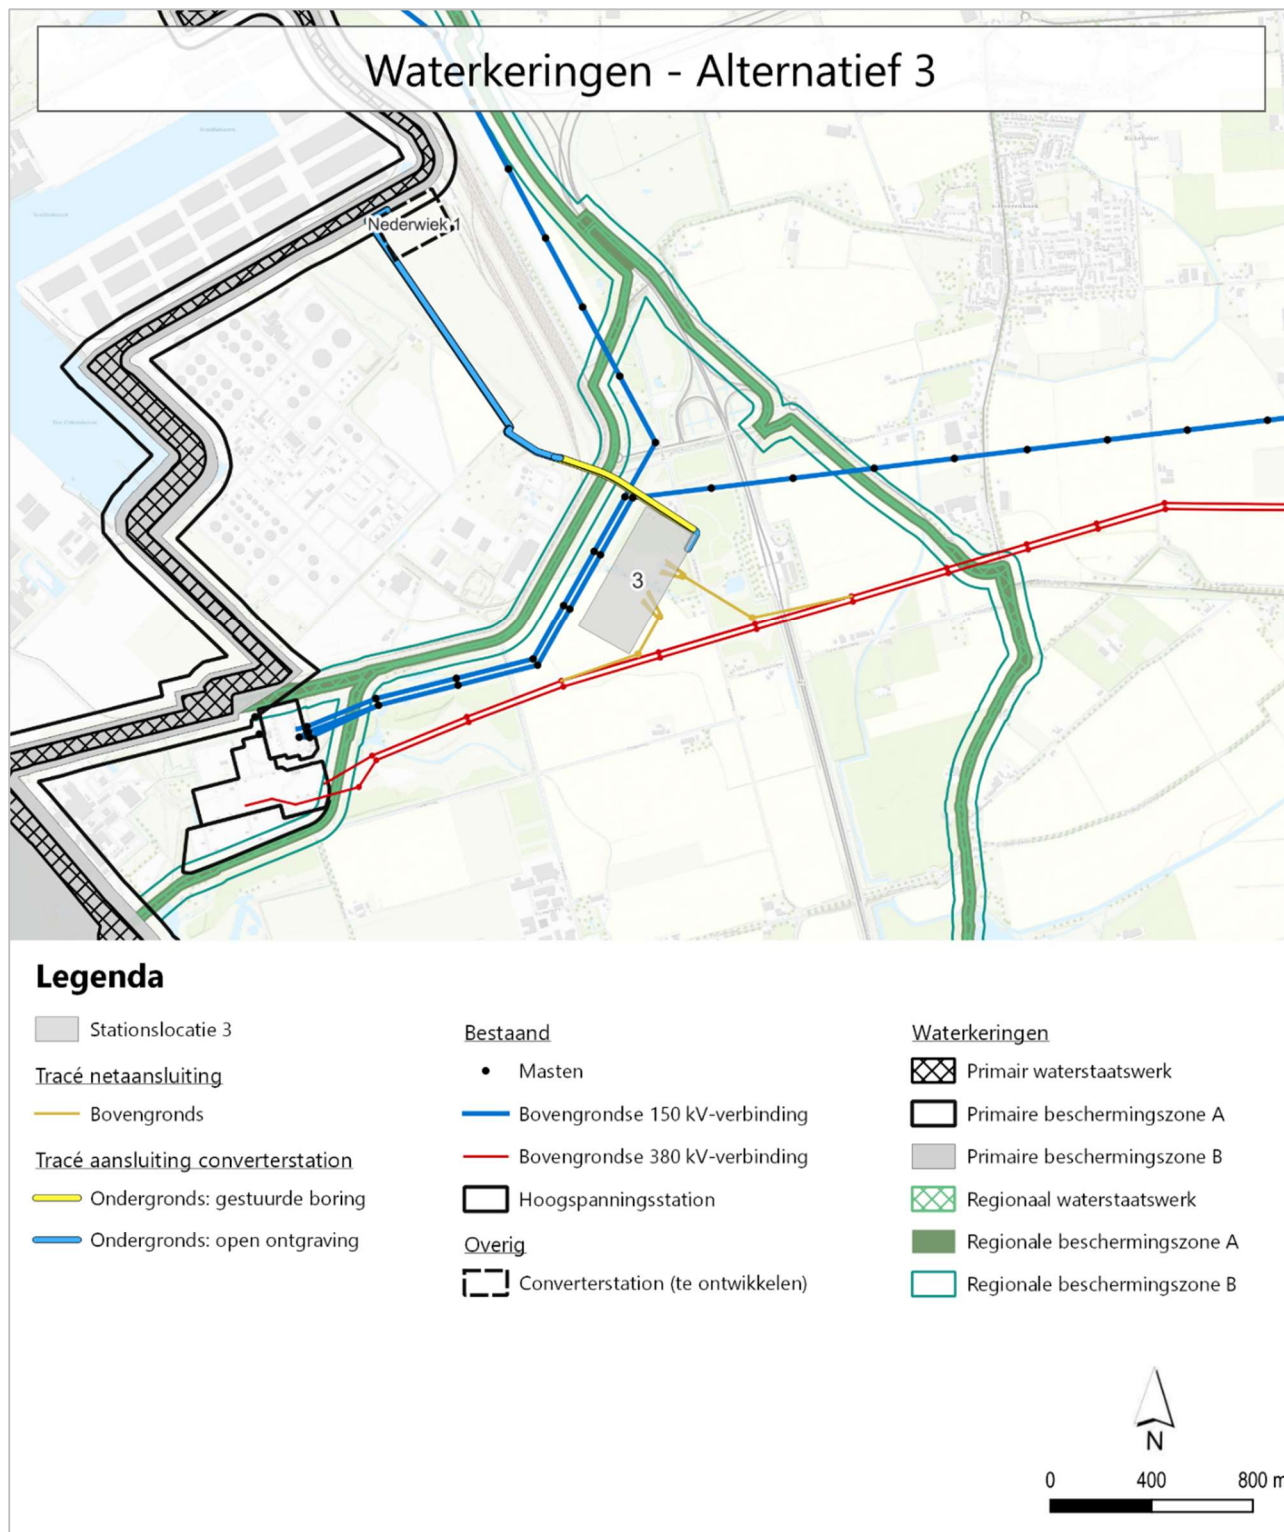 Waterkeringen - Alternatief 3
Nederwiek 1
3
Legenda
Stationslocatie 3
Tracé netaansluiting
Bovengronds
Tracé aansluiting converterstation
Ondergronds: gestuurde boring
Ondergronds: open ontgraving
Bestaand
Masten
Bovengrondse 150 kV-verbinding
Bovengrondse 380 kV-verbinding
Hoogspanningsstation
Overig
Converterstation (te ontwikkelen)
Waterkeringen
Primair waterstaatswerk
Primaire beschermingszone A
Primaire beschermingszone B
Regionaal waterstaatswerk
Regionale beschermingszone A
Regionale beschermingszone B
N
0 400 800 m